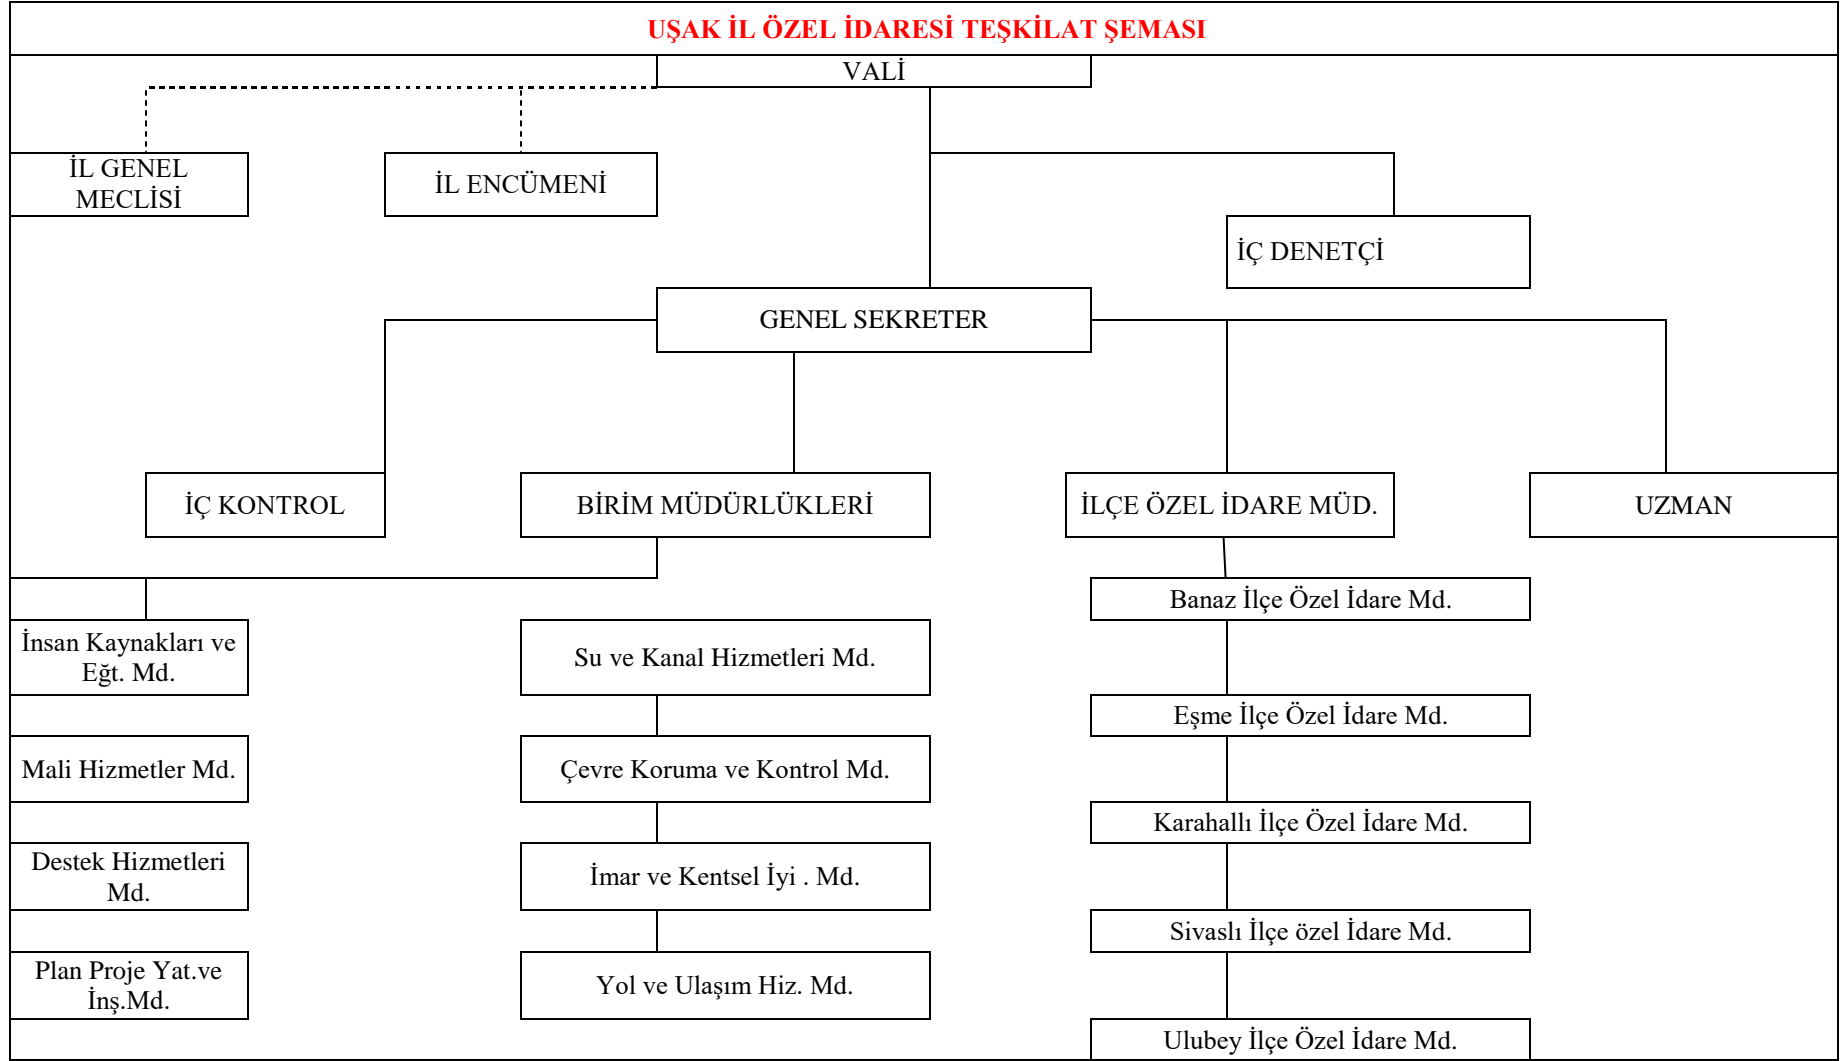 UŞAK İL ÖZEL İDARESİ TEŞKİLAT ŞEMASI
VALİ
İL GENEL
MECLİSİ
İL ENCÜMENİ
İÇ DENETÇİ
GENEL SEKRETER
İÇ KONTROL
BİRİM MÜDÜRLÜKLERİ
İLÇE ÖZEL İDARE MÜD.
UZMAN
İnsan Kaynakları ve
Eğt. Md.
Mali Hizmetler Md.
Destek Hizmetleri
Md.
Plan Proje Yat.ve
İnş.Md.
Su ve Kanal Hizmetleri Md.
Çevre Koruma ve Kontrol Md.
İmar ve Kentsel İyi . Md.
Yol ve Ulaşım Hiz. Md.
Banaz İlçe Özel İdare Md.
Eşme İlçe Özel İdare Md.
Karahallı İlçe Özel İdare Md.
Sivaslı İlçe özel İdare Md.
Ulubey İlçe Özel İdare Md.